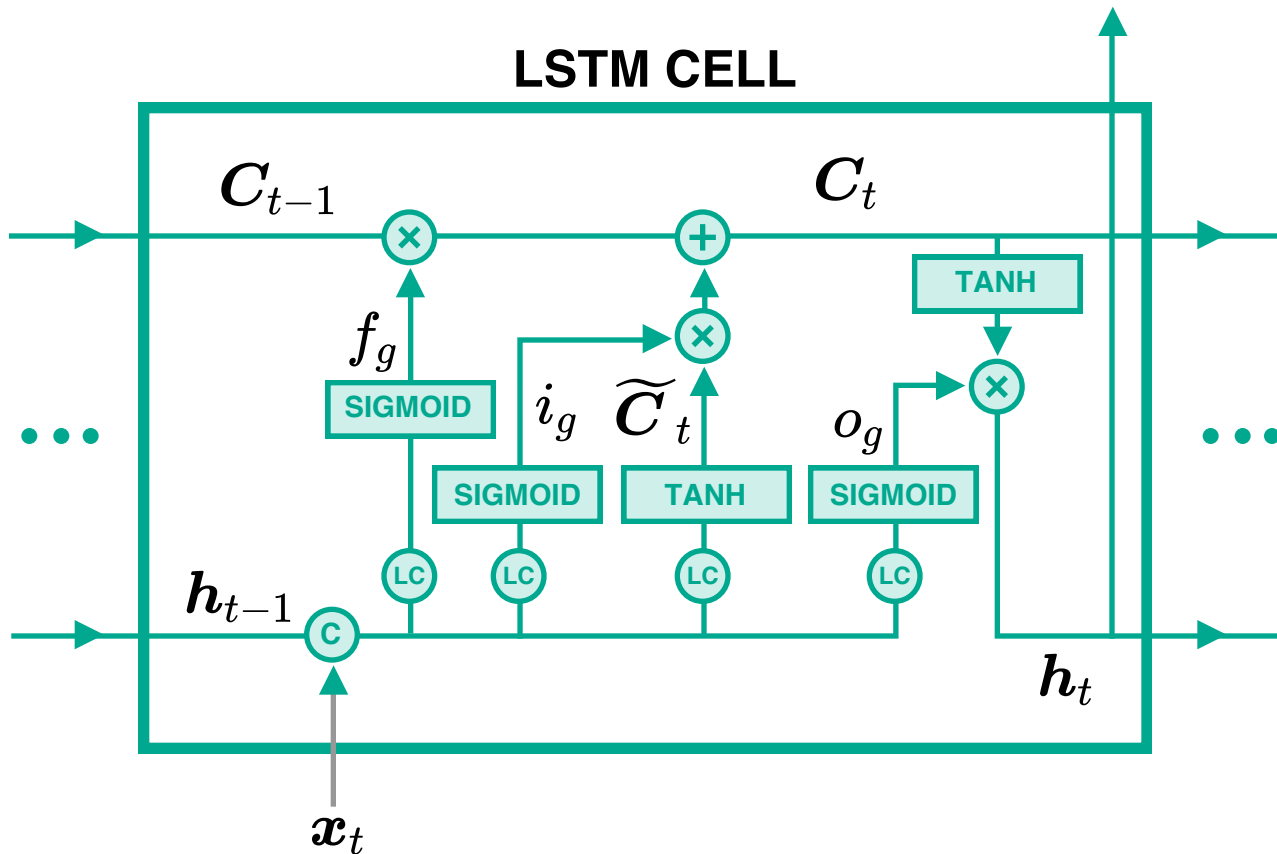 LSTM CELL
C_{t-1}
C_t
×
+
TANH
f_g
×
×
SIGMOID
i_g
\widetilde{C}_t
o_g
SIGMOID
TANH
SIGMOID
LC
LC
LC
LC
h_{t-1}
C
h_t
x_t